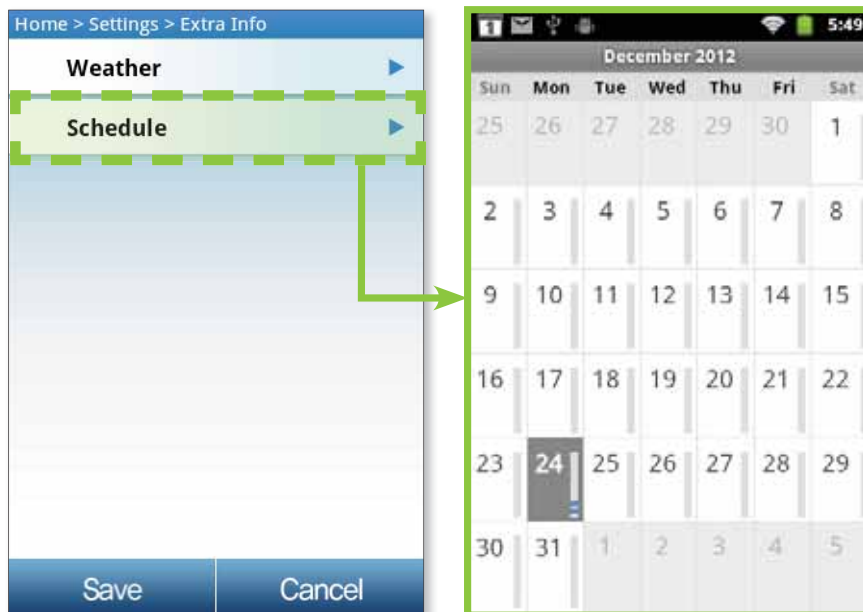 Home > Settings > Extra Info
Weather
Schedule
Save Cancel
1 5:49
December 2012
Sun Mon Tue Wed Thu Fri Sat
25 26 27 28 29 30 1
2 3 4 5 6 7 8
9 10 11 12 13 14 15
16 17 18 19 20 21 22
23 24 25 26 27 28 29
30 31 1 2 3 4 5